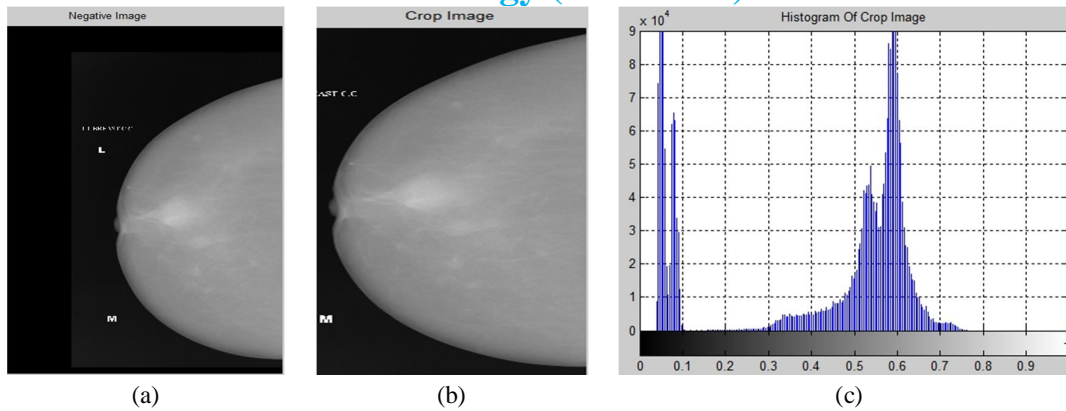 Negative Image
L
M
(a)
Crop Image
AST C.C
M
(b)
Histogram Of Crop Image
x 10⁴
9
8
7
6
5
4
3
2
1
0
0 0.1 0.2 0.3 0.4 0.5 0.6 0.7 0.8 0.9
(c)